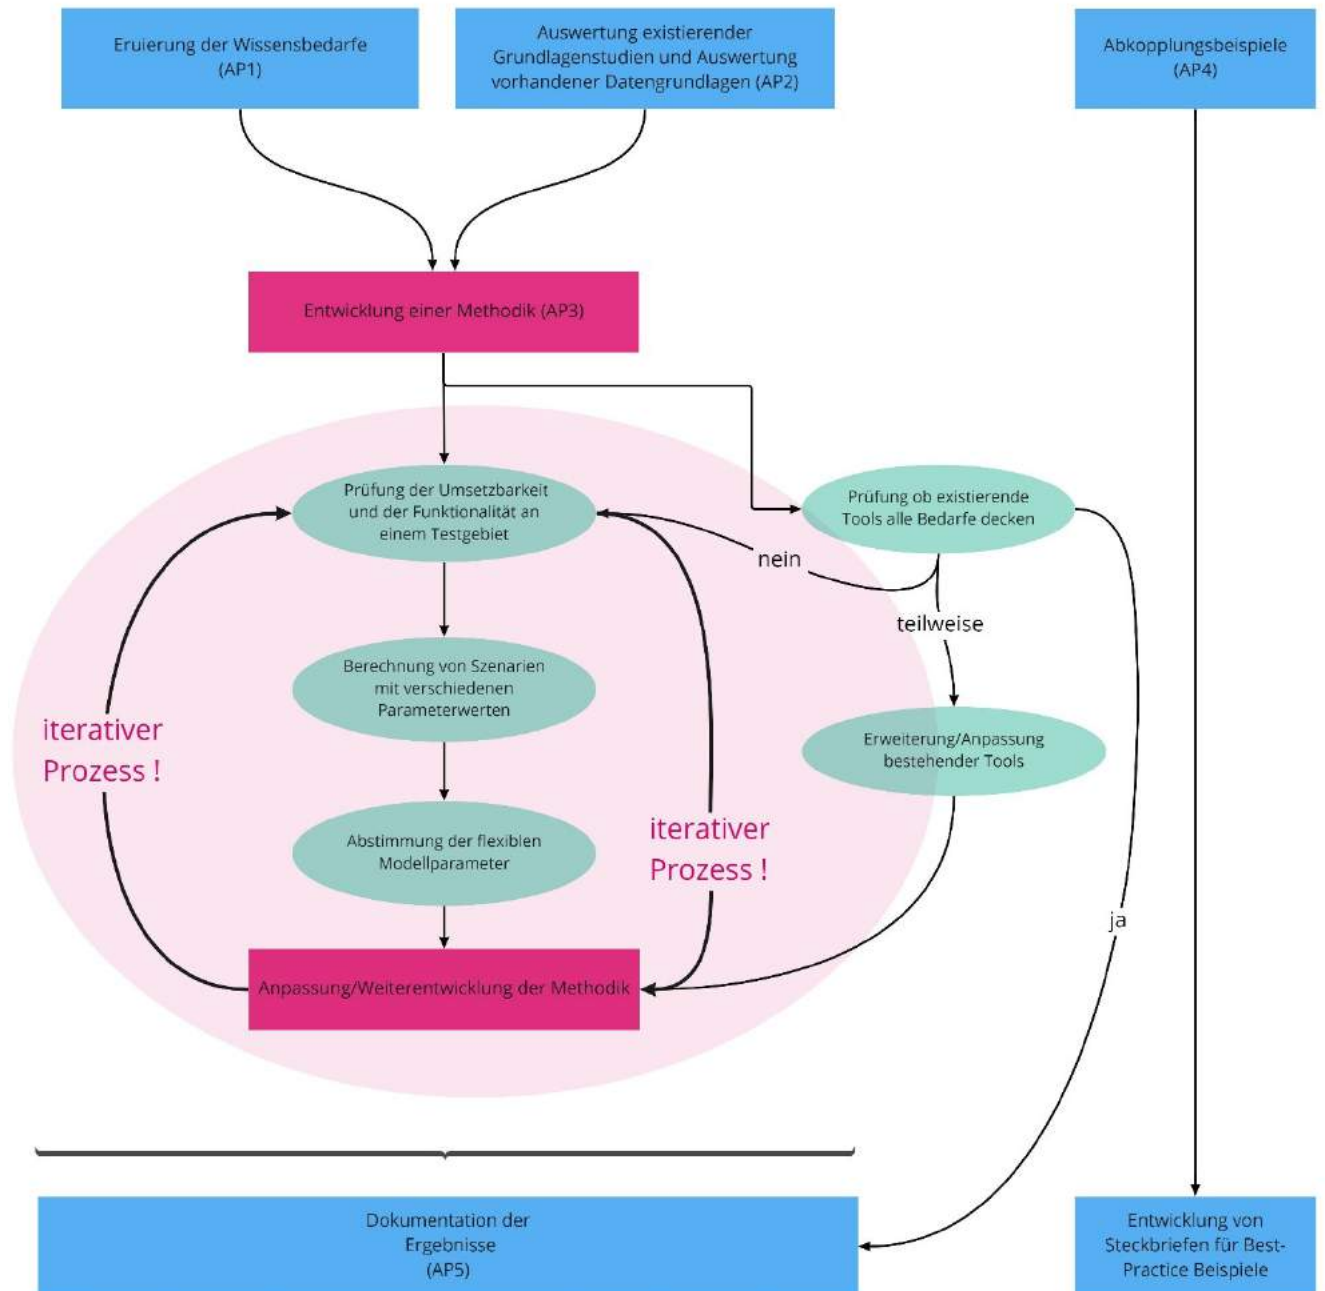 Eruierung der Wissensbedarfe
(AP1)
Auswertung existierender
Grundlagenstudien und Auswertung
vorhandener Datengrundlagen (AP2)
Abkopplungsbeispiele
(AP4)
Entwicklung einer Methodik (AP3)
Prüfung der Umsetzbarkeit
und der Funktionalität an
einem Testgebiet
Prüfung ob existierende
Tools alle Bedarfe decken
nein
teilweise
Berechnung von Szenarien
mit verschiedenen
Parameterwerten
iterativer
Prozess !
Erweiterung/Anpassung
bestehender Tools
Abstimmung der flexiblen
Modellparameter
iterativer
Prozess !
ja
Anpassung/Weiterentwicklung der Methodik
Dokumentation der
Ergebnisse
(AP5)
Entwicklung von
Steckbriefen für Best-
Practice Beispiele